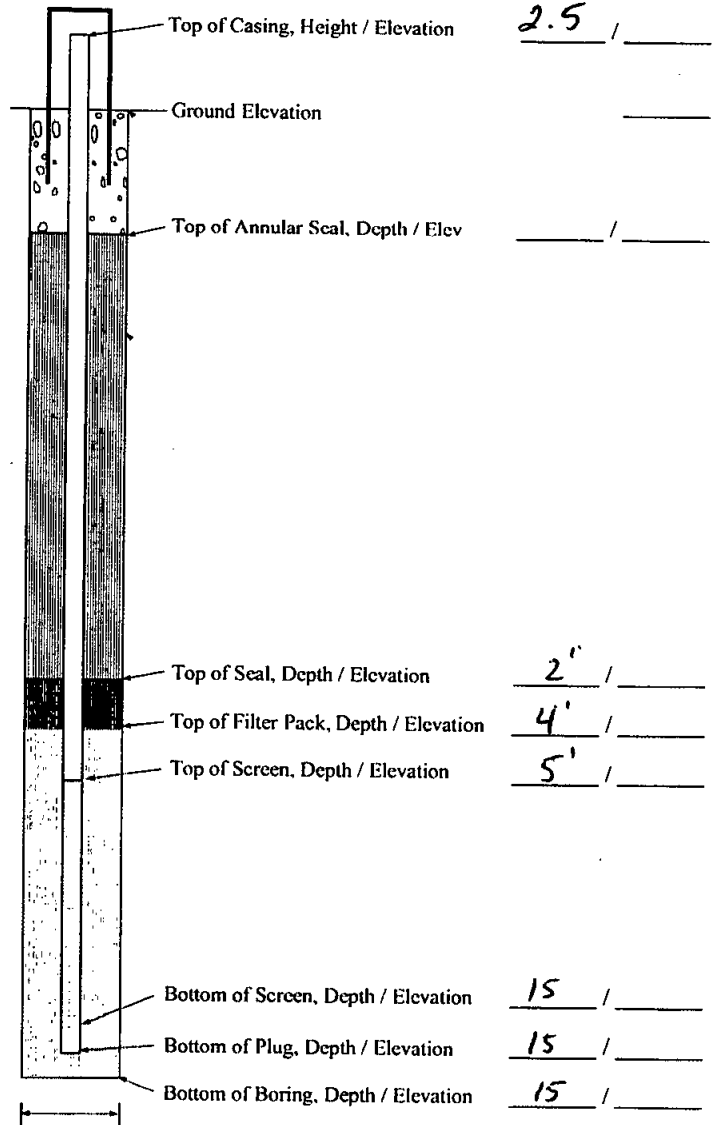 Top of Casing, Height / Elevation 2.5 /
Ground Elevation
Top of Annular Seal, Depth / Elev /
Top of Seal, Depth / Elevation 2' /
Top of Filter Pack, Depth / Elevation 4' /
Top of Screen, Depth / Elevation 5' /
Bottom of Screen, Depth / Elevation 15 /
Bottom of Plug, Depth / Elevation 15 /
Bottom of Boring, Depth / Elevation 15 /